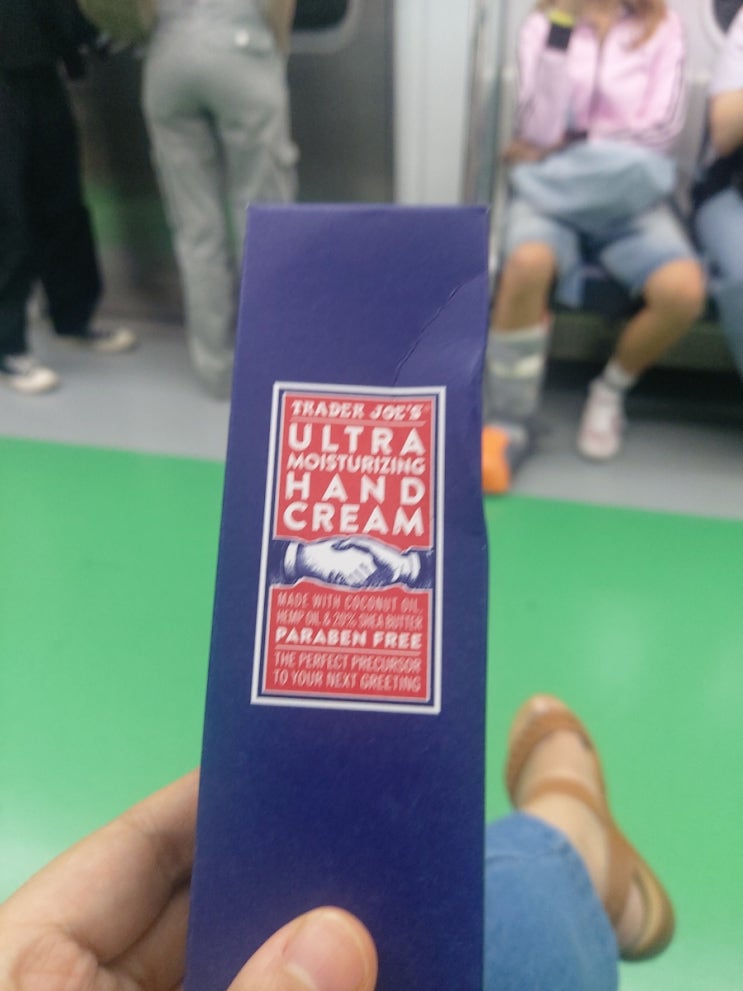 TRADER JOE'S
ULTRA
MOISTURIZING
HAND
CREAM
MADE WITH COCONUT OIL,
HEMP OIL & 20% SHEA BUTTER
PARABEN FREE
THE PERFECT PRECURSOR
TO YOUR NEXT GREETING